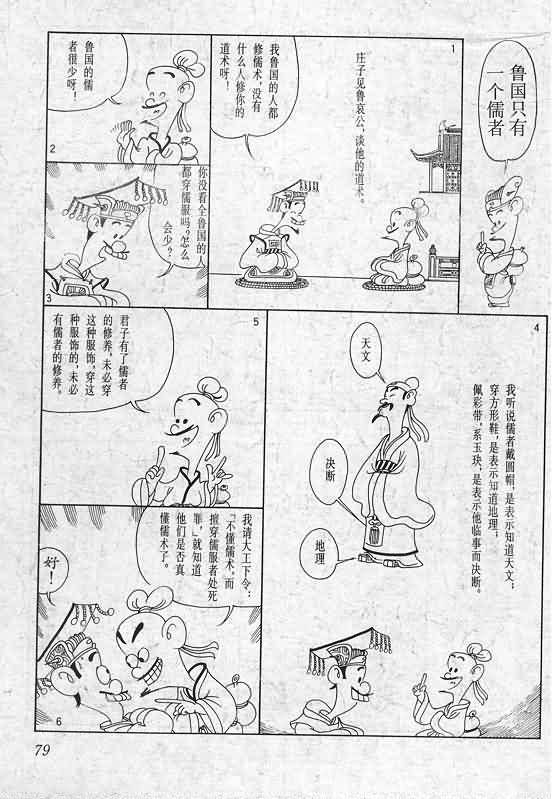 鲁国只有
一个儒者
1
庄子见鲁哀公，谈他的道术。
我鲁国的人都
修儒术，没有
什么人修你的
道术呀！
鲁国的儒
者很少呀！
2
你没看全鲁国的
都穿儒服吗？怎么
会少？
3
4
我听说儒者戴圆帽，是表示知道天文；
穿方形鞋，是表示知道地理；
佩彩带，系玉玦，是表示他临事而决断。
天文
决断
地理
5
君子有了儒者
的修养，未必穿
这种服饰，穿这
种服饰的，未必
有儒者的修养。
我请大王下令：
『不懂儒术，而
擅穿儒服者处死
罪』，就知道
他们是否真
懂儒术了。
好！
6
79